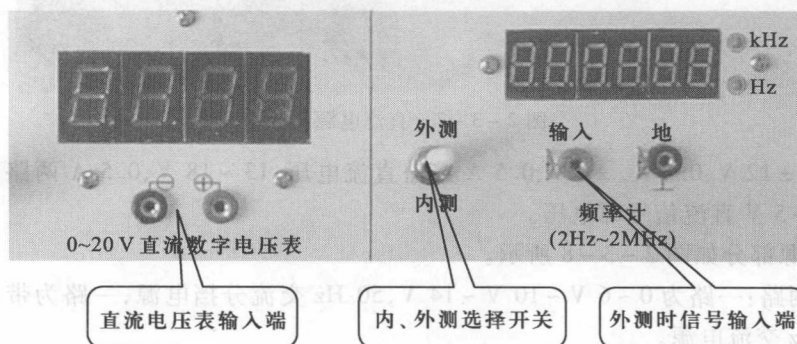 kHz
Hz
外测
输入
地
内测
频率计
(2Hz~2MHz)
⊖ ⊕
0~20 V 直流数字电压表
直流电压表输入端
内、外测选择开关
外测时信号输入端